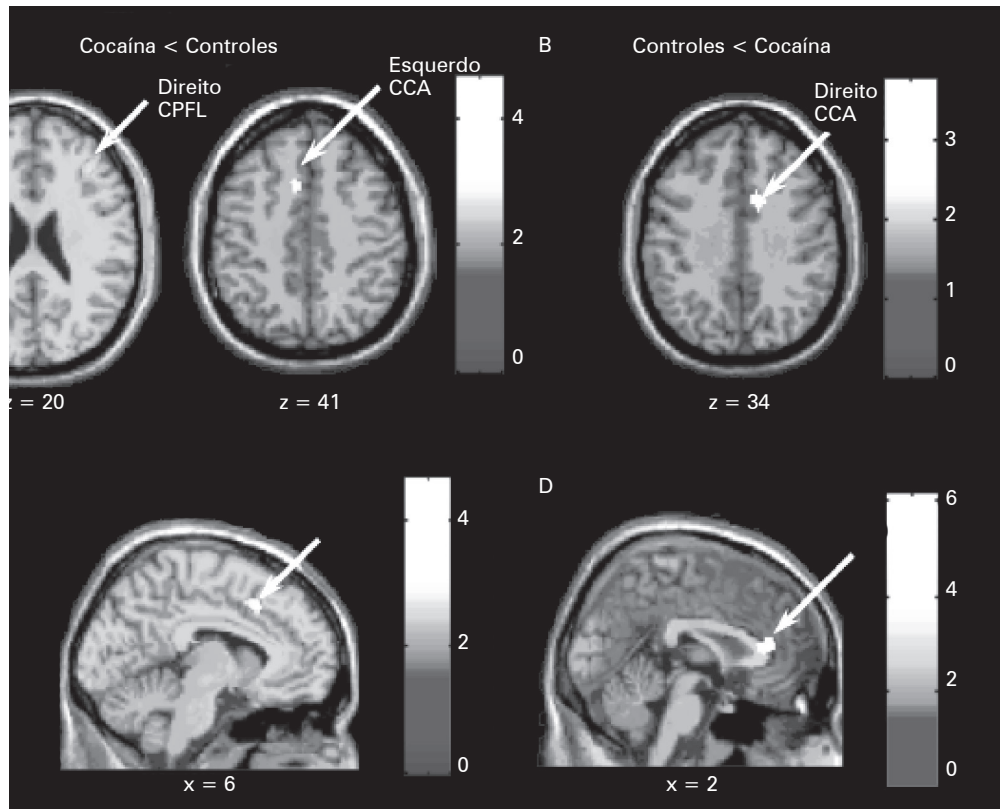 Cocaína < Controles
Direito
CPFL
Esquerdo
CCA
4
2
0
z = 20
z = 41
B
Controles < Cocaína
Direito
CCA
3
2
1
0
z = 34
4
2
0
x = 6
D
6
4
2
0
x = 2